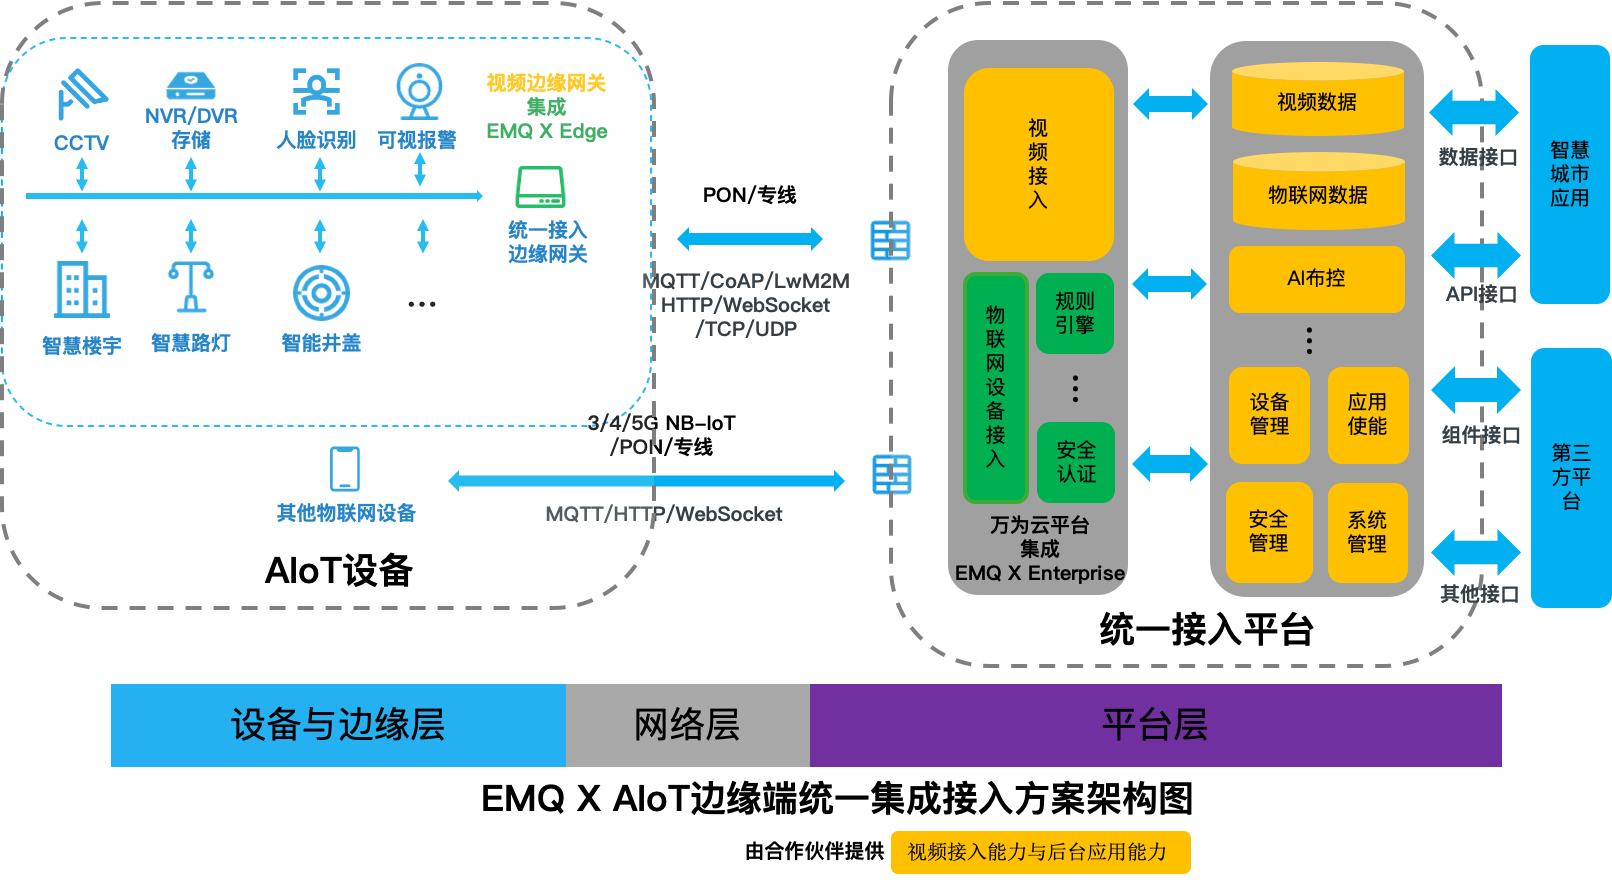 CCTV
NVR/DVR
存储
人脸识别
可视报警
视频边缘网关
集成
EMQ X Edge
统一接入
边缘网关
智慧楼宇
智慧路灯
智能井盖
...
其他物联网设备
AIoT设备
PON/专线
MQTT/CoAP/LwM2M
HTTP/WebSocket
/TCP/UDP
3/4/5G NB-IoT
/PON/专线
MQTT/HTTP/WebSocket
视
频
接
入
物
联
网
设
备
接
入
规则
引擎
⋮
安全
认证
万为云平台
集成
EMQ X Enterprise
视频数据
物联网数据
AI布控
⋮
设备
管理
应用
使能
安全
管理
系统
管理
统一接入平台
数据接口
API接口
组件接口
其他接口
智慧
城市
应用
第三
方平
台
设备与边缘层
网络层
平台层
EMQ X AIoT边缘端统一集成接入方案架构图
由合作伙伴提供
视频接入能力与后台应用能力